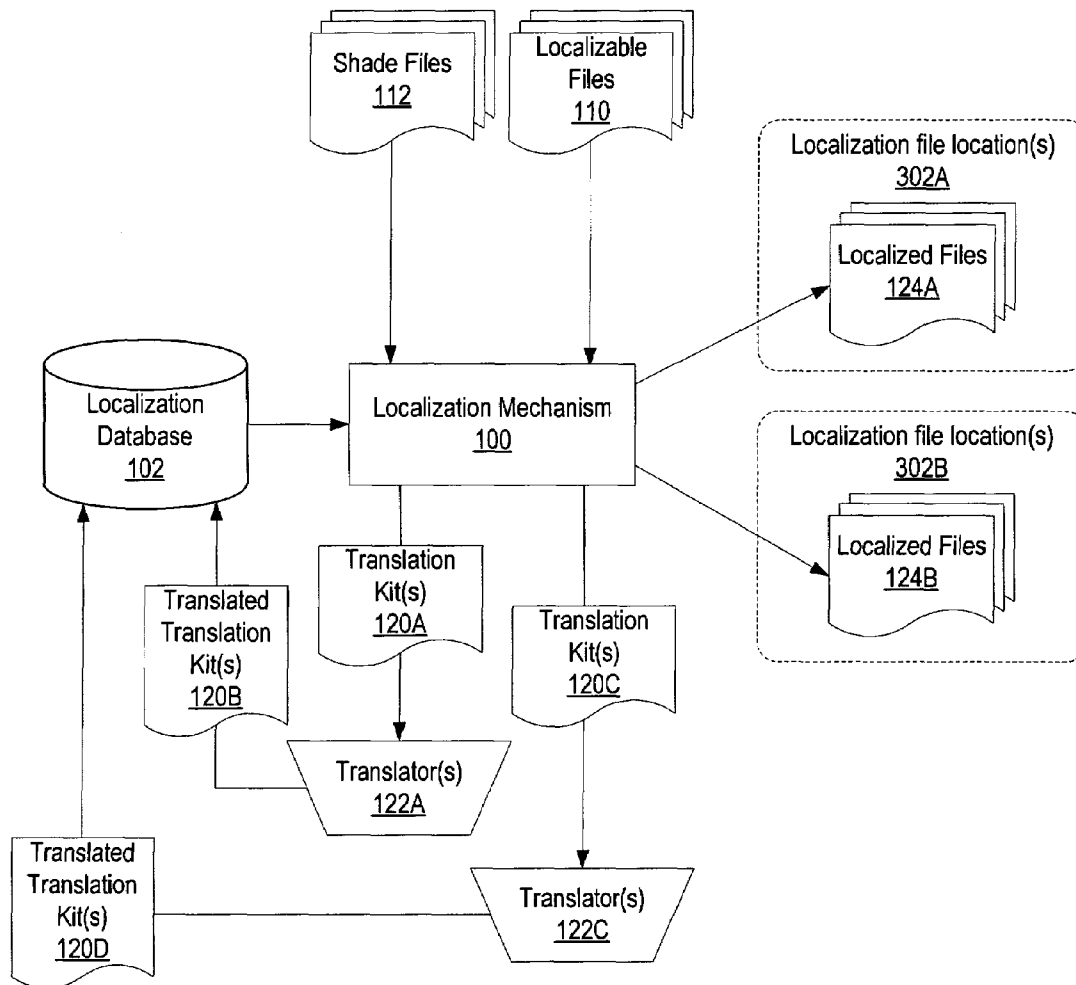 Shade Files
112
Localizable
Files
110
Localization file location(s)
302A
Localized Files
124A
Localization
Database
102
Localization Mechanism
100
Localization file location(s)
302B
Localized Files
124B
Translation
Kit(s)
120A
Translated
Translation
Kit(s)
120B
Translation
Kit(s)
120C
Translator(s)
122A
Translated
Translation
Kit(s)
120D
Translator(s)
122C